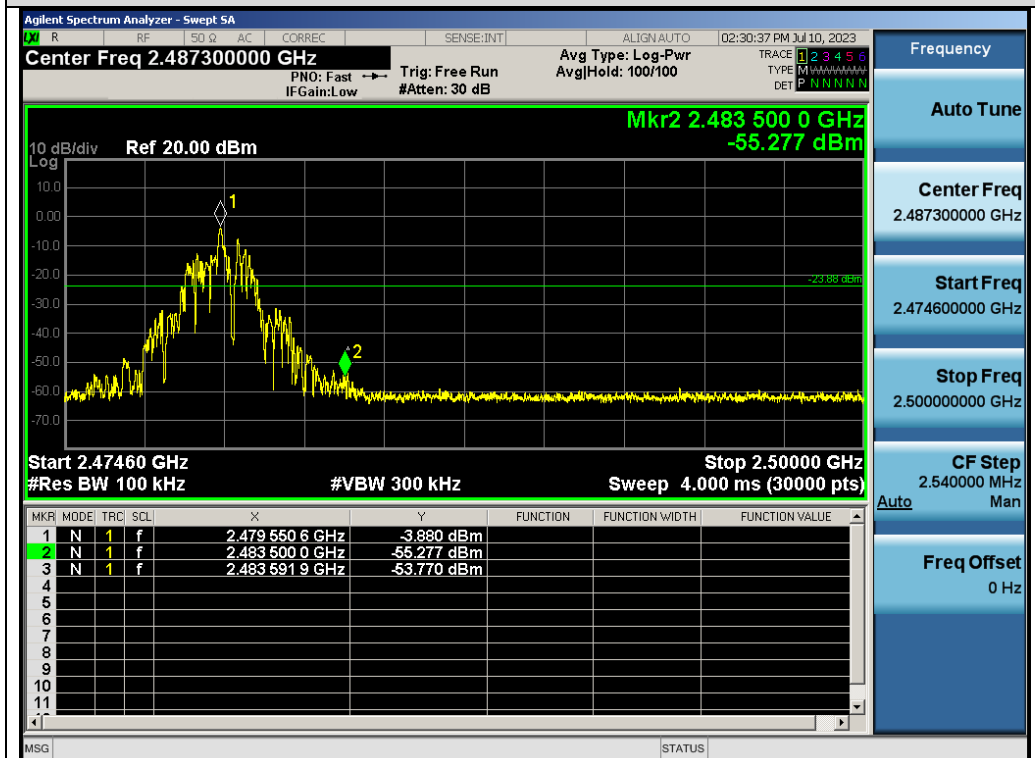 Agilent Spectrum Analyzer - Swept SA
LXI R RF 50 Ω AC CORREC SENSE:INT ALIGN AUTO 02:30:37 PM Jul 10, 2023
Center Freq 2.487300000 GHz
PNO: Fast
IFGain:Low
Trig: Free Run
#Atten: 30 dB
Avg Type: Log-Pwr
Avg|Hold: 100/100
TRACE 1 2 3 4 5 6
TYPE M
DET P N N N N N
Mkr2 2.483 500 0 GHz
-55.277 dBm
10 dB/div Ref 20.00 dBm
Log
10.0
0.00
-10.0
-20.0
-30.0
-40.0
-50.0
-60.0
-70.0
1
2
-23.88 dBm
Start 2.47460 GHz Stop 2.50000 GHz
#Res BW 100 kHz #VBW 300 kHz Sweep 4.000 ms (30000 pts)
MKR MODE TRC SCL X Y FUNCTION FUNCTION WIDTH FUNCTION VALUE
1 N 1 f 2.479 550 6 GHz -3.880 dBm
2 N 1 f 2.483 500 0 GHz -55.277 dBm
3 N 1 f 2.483 591 9 GHz -53.770 dBm
4
5
6
7
8
9
10
11
MSG STATUS
Frequency
Auto Tune
Center Freq
2.487300000 GHz
Start Freq
2.474600000 GHz
Stop Freq
2.500000000 GHz
CF Step
2.540000 MHz
Auto Man
Freq Offset
0 Hz